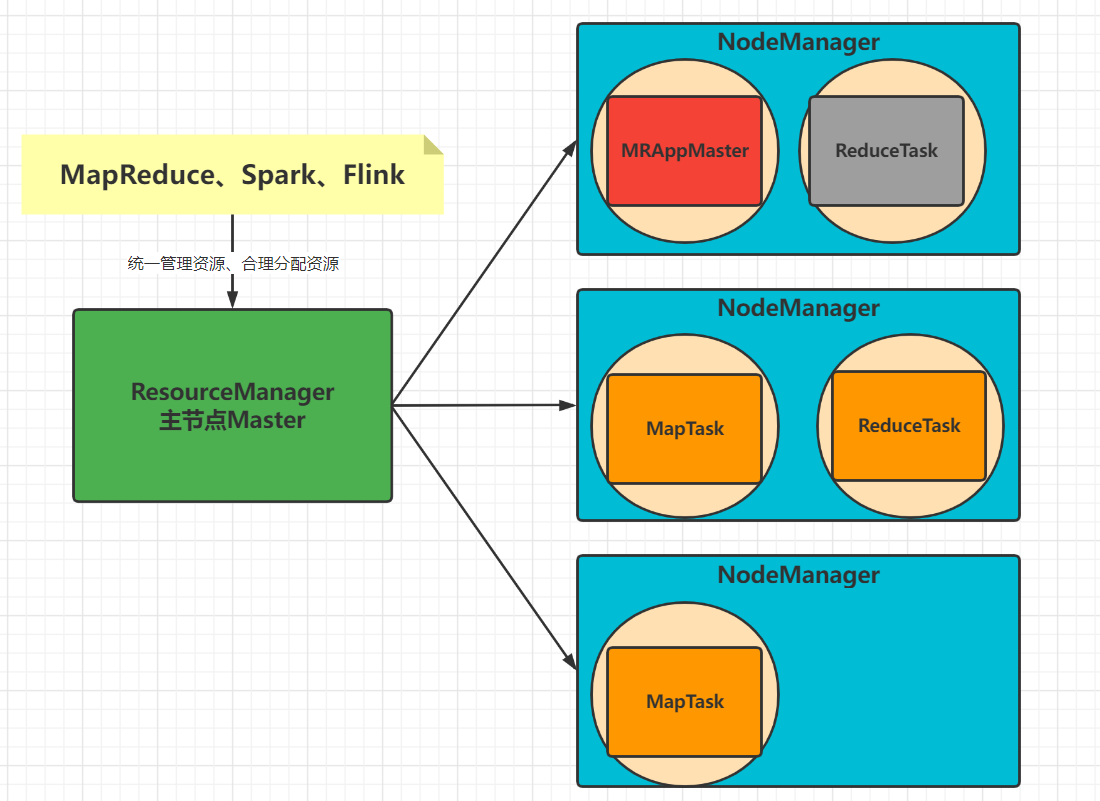 MapReduce、Spark、Flink
统一管理资源、合理分配资源
ResourceManager
主节点Master
NodeManager
MRAppMaster
ReduceTask
NodeManager
MapTask
ReduceTask
NodeManager
MapTask